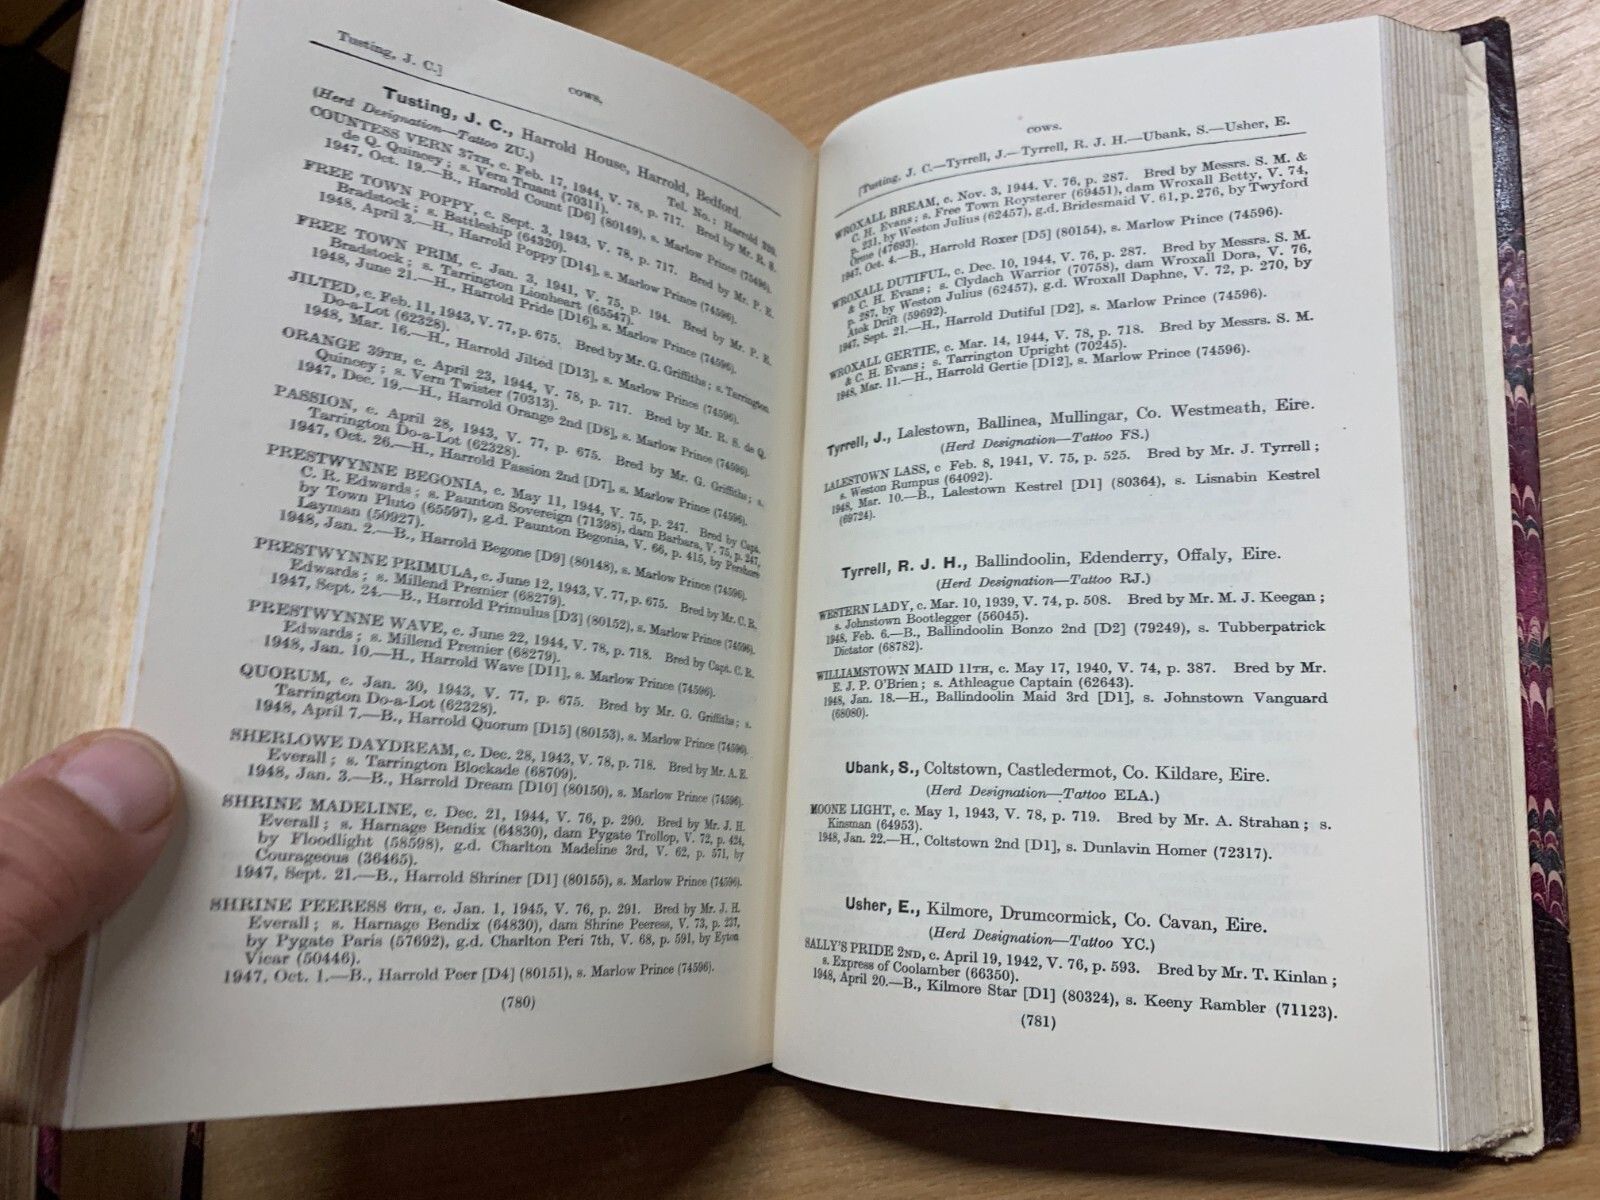 Tusting, J. C.]
COWS.
Tusting, J. C., Harrold House, Harrold, Bedford.
(Herd Designation—Tattoo ZU.) Tel. No.: Harrold
COUNTESS VERN 37TH, c. Feb. 17, 1944, V. 78, p. 717. Bred by Mr. R. S.
de Q. Quincey; s. Vern Truant (70311).
1947, Oct. 19.—B., Harrold Count [D6] (80149), s. Marlow Prince (74596).
FREE TOWN POPPY, c. Sept. 3, 1943, V. 78, p. 717. Bred by Mr. P. E.
Bradstock; s. Battleship (64320).
1948, April 3.—H., Harrold Poppy [D14], s. Marlow Prince (74596).
FREE TOWN PRIM, c. Jan. 3, 1941, V. 75, p. 194. Bred by Mr. P. E.
Bradstock; s. Tarrington Lionheart (65547).
1948, June 21.—H., Harrold Pride [D16], s. Marlow Prince (74596).
JILTED, c. Feb. 11, 1943, V. 77, p. 675. Bred by Mr. G. Griffiths; s. Tarrington
Do-a-Lot (62328).
1948, Mar. 16.—H., Harrold Jilted [D13], s. Marlow Prince (74596).
ORANGE 39TH, c. April 23, 1944, V. 78, p. 717. Bred by Mr. R. S. de Q.
Quincey; s. Vern Twister (70313).
1947, Dec. 19.—H., Harrold Orange 2nd [D8], s. Marlow Prince (74596).
PASSION, c. April 28, 1943, V. 77, p. 675. Bred by Mr. G. Griffiths; s.
Tarrington Do-a-Lot (62328).
1947, Oct. 26.—H., Harrold Passion 2nd [D7], s. Marlow Prince (74596).
PRESTWYNNE BEGONIA, c. May 11, 1944, V. 75, p. 247. Bred by Capt.
C. R. Edwards; s. Paunton Sovereign (71398), dam Barbara, V. 75, p. 247,
by Town Pluto (65597), g.d. Paunton Begonia, V. 66, p. 415, by Pershore
Layman (50927).
1948, Jan. 2.—B., Harrold Begone [D9] (80148), s. Marlow Prince (74596).
PRESTWYNNE PRIMULA, c. June 12, 1943, V. 77, p. 675. Bred by Mr. C. R.
Edwards; s. Millend Premier (68279).
1947, Sept. 24.—B., Harrold Primulus [D3] (80152), s. Marlow Prince (74596).
PRESTWYNNE WAVE, c. June 22, 1944, V. 78, p. 718. Bred by Capt. C. R.
Edwards; s. Millend Premier (68279).
1948, Jan. 10.—H., Harrold Wave [D11], s. Marlow Prince (74596).
QUORUM, c. Jan. 30, 1943, V. 77, p. 675. Bred by Mr. G. Griffiths; s.
Tarrington Do-a-Lot (62328).
1948, April 7.—B., Harrold Quorum [D15] (80153), s. Marlow Prince (74596).
SHERLOWE DAYDREAM, c. Dec. 28, 1943, V. 78, p. 718. Bred by Mr. A. E.
Everall; s. Tarrington Blockade (68709).
1948, Jan. 3.—B., Harrold Dream [D10] (80150), s. Marlow Prince (74596).
SHRINE MADELINE, c. Dec. 21, 1944, V. 76, p. 290. Bred by Mr. J. H.
Everall; s. Harnage Bendix (64830), dam Pygate Trollop, V. 72, p. 424,
by Floodlight (58598), g.d. Charlton Madeline 3rd, V. 62, p. 571, by
Courageous (36465).
1947, Sept. 21.—B., Harrold Shriner [D1] (80155), s. Marlow Prince (74596).
SHRINE PEERESS 6TH, c. Jan. 1, 1945, V. 76, p. 291. Bred by Mr. J. H.
Everall; s. Harnage Bendix (64830), dam Shrine Peeress, V. 73, p. 237,
by Pygate Paris (57692), g.d. Charlton Peri 7th, V. 68, p. 591, by Eyton
Vicar (50446).
1947, Oct. 1.—B., Harrold Peer [D4] (80151), s. Marlow Prince (74596).
(780)
COWS.
[Tusting, J. C.—Tyrrell, J.—Tyrrell, R. J. H.—Ubank, S.—Usher, E.
WROXALL BREAM, c. Nov. 3, 1944, V. 76, p. 287. Bred by Messrs. S. M. &
C. H. Evans; s. Free Town Roysterer (69451), dam Wroxall Betty, V. 74,
p. 231, by Weston Julius (62457), g.d. Bridesmaid V. 61, p. 276, by Twyford
Orme (47693).
1947, Oct. 4.—B., Harrold Roxer [D5] (80154), s. Marlow Prince (74596).
WROXALL DUTIFUL, c. Dec. 10, 1944, V. 76, p. 287. Bred by Messrs. S. M.
& C. H. Evans; s. Clydach Warrior (70758), dam Wroxall Dora, V. 76,
p. 287, by Weston Julius (62457), g.d. Wroxall Daphne, V. 72, p. 270, by
Atok Drift (59692).
1947, Sept. 21.—H., Harrold Dutiful [D2], s. Marlow Prince (74596).
WROXALL GERTIE, c. Mar. 14, 1944, V. 78, p. 718. Bred by Messrs. S. M.
& C. H. Evans; s. Tarrington Upright (70245).
1948, Mar. 11.—H., Harrold Gertie [D12], s. Marlow Prince (74596).
Tyrrell, J., Lalestown, Ballinea, Mullingar, Co. Westmeath, Eire.
(Herd Designation—Tattoo FS.)
LALESTOWN LASS, c Feb. 8, 1941, V. 75, p. 525. Bred by Mr. J. Tyrrell;
s. Weston Rumpus (64092).
1948, Mar. 10.—B., Lalestown Kestrel [D1] (80364), s. Lisnabin Kestrel
(69724).
Tyrrell, R. J. H., Ballindoolin, Edenderry, Offaly, Eire.
(Herd Designation—Tattoo RJ.)
WESTERN LADY, c. Mar. 10, 1939, V. 74, p. 508. Bred by Mr. M. J. Keegan;
s. Johnstown Bootlegger (56045).
1948, Feb. 6.—B., Ballindoolin Bonzo 2nd [D2] (79249), s. Tubberpatrick
Dictator (68782).
WILLIAMSTOWN MAID 11TH, c. May 17, 1940, V. 74, p. 387. Bred by Mr.
E. J. P. O'Brien; s. Athleague Captain (62643).
1948, Jan. 18.—H., Ballindoolin Maid 3rd [D1], s. Johnstown Vanguard
(68080).
Ubank, S., Coltstown, Castledermot, Co. Kildare, Eire.
(Herd Designation—Tattoo ELA.)
MOONE LIGHT, c. May 1, 1943, V. 78, p. 719. Bred by Mr. A. Strahan; s.
Kinsman (64953).
1948, Jan. 22.—H., Coltstown 2nd [D1], s. Dunlavin Homer (72317).
Usher, E., Kilmore, Drumcormick, Co. Cavan, Eire.
(Herd Designation—Tattoo YC.)
SALLY'S PRIDE 2ND, c. April 19, 1942, V. 76, p. 593. Bred by Mr. T. Kinlan;
s. Express of Coolamber (66350).
1948, April 20.—B., Kilmore Star [D1] (80324), s. Keeny Rambler (71123).
(781)